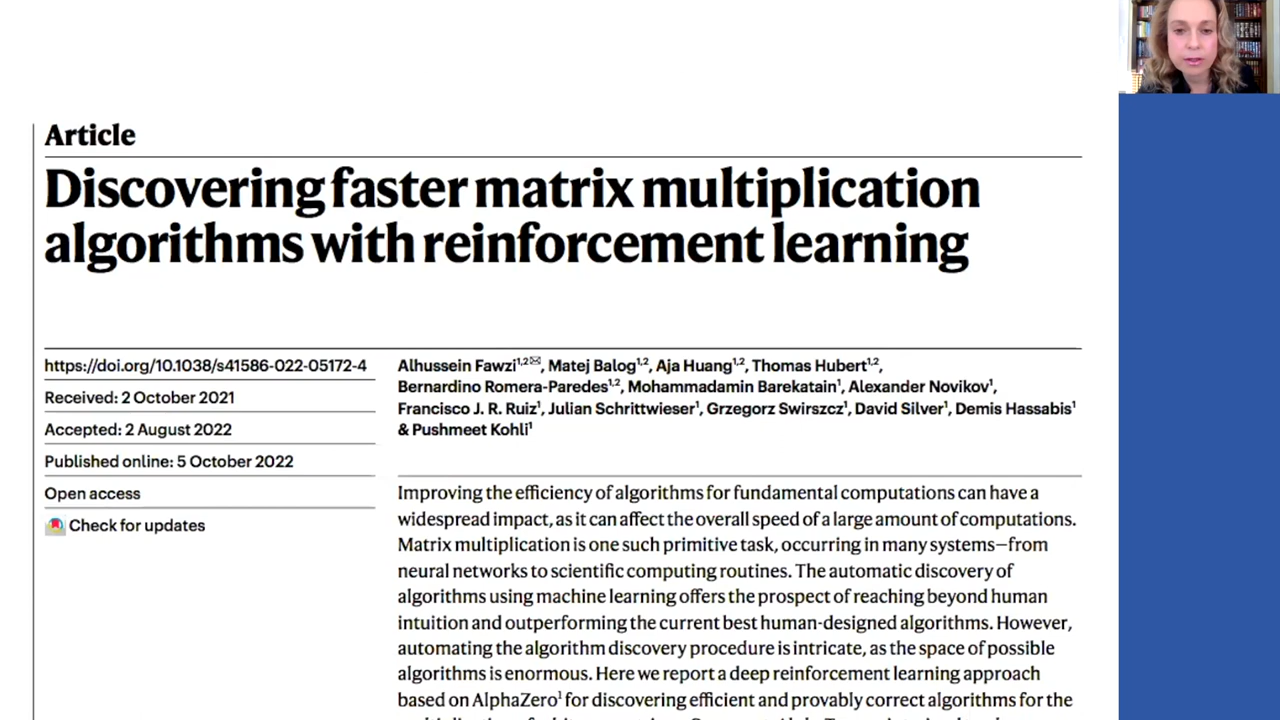 Article
Discovering faster matrix multiplication
algorithms with reinforcement learning
https://doi.org/10.1038/s41586-022-05172-4
Received: 2 October 2021
Accepted: 2 August 2022
Published online: 5 October 2022
Open access
Check for updates
Alhussein Fawzi1,2✉, Matej Balog1,2, Aja Huang1,2, Thomas Hubert1,2,
Bernardino Romera-Paredes1,2, Mohammadamin Barekatain1, Alexander Novikov1,
Francisco J. R. Ruiz1, Julian Schrittwieser1, Grzegorz Swirszcz1, David Silver1, Demis Hassabis1
& Pushmeet Kohli1
Improving the efficiency of algorithms for fundamental computations can have a
widespread impact, as it can affect the overall speed of a large amount of computations.
Matrix multiplication is one such primitive task, occurring in many systems—from
neural networks to scientific computing routines. The automatic discovery of
algorithms using machine learning offers the prospect of reaching beyond human
intuition and outperforming the current best human-designed algorithms. However,
automating the algorithm discovery procedure is intricate, as the space of possible
algorithms is enormous. Here we report a deep reinforcement learning approach
based on AlphaZero1 for discovering efficient and provably correct algorithms for the